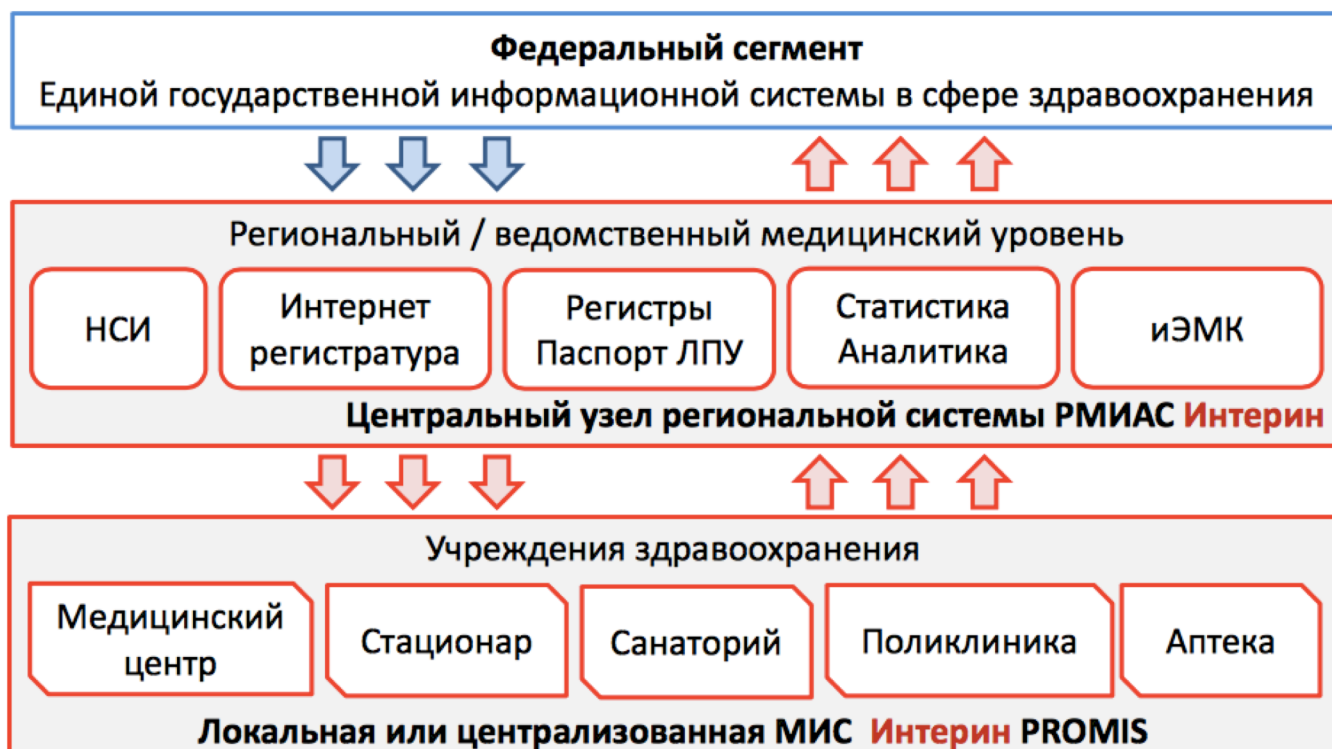 Федеральный сегмент
Единой государственной информационной системы в сфере здравоохранения
Региональный / ведомственный медицинский уровень
НСИ
Интернет
регистратура
Регистры
Паспорт ЛПУ
Статистика
Аналитика
иЭМК
Центральный узел региональной системы РМИАС Интерин
Учреждения здравоохранения
Медицинский
центр
Стационар
Санаторий
Поликлиника
Аптека
Локальная или централизованная МИС Интерин PROMIS